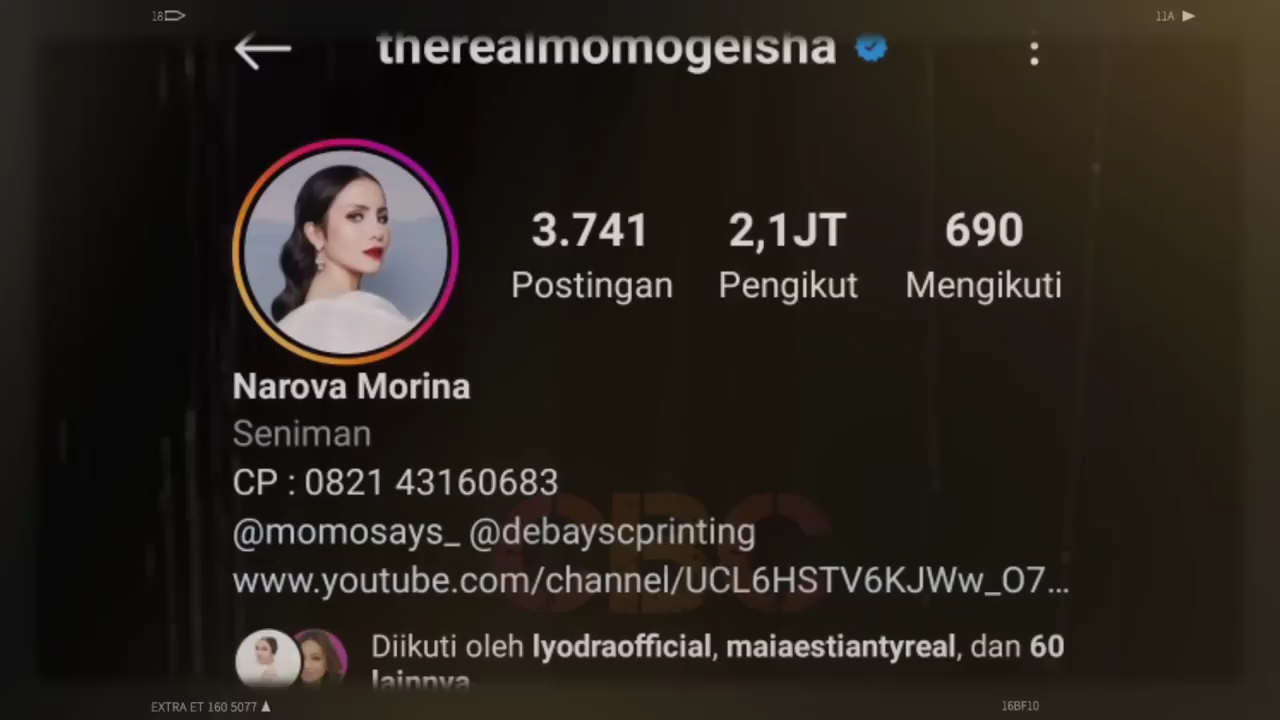 18
11A
therealmomogeisha
3.741 2,1JT 690
Postingan Pengikut Mengikuti
Narova Morina
Seniman
CP : 0821 43160683
@momosays_ @debayscprinting
www.youtube.com/channel/UCL6HSTV6KJWw_O7...
CBC
Diikuti oleh lyodraofficial, maiaestiantyreal, dan 60
lainnya
EXTRA ET 160 5077
16BF10